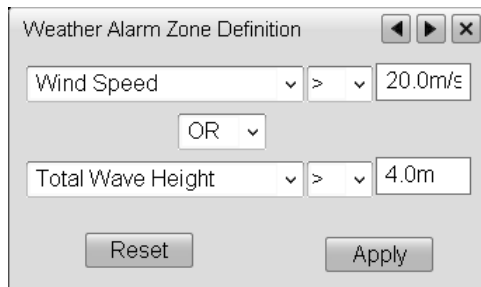 Weather Alarm Zone Definition
Wind Speed > 20.0m/s
OR
Total Wave Height > 4.0m
Reset Apply